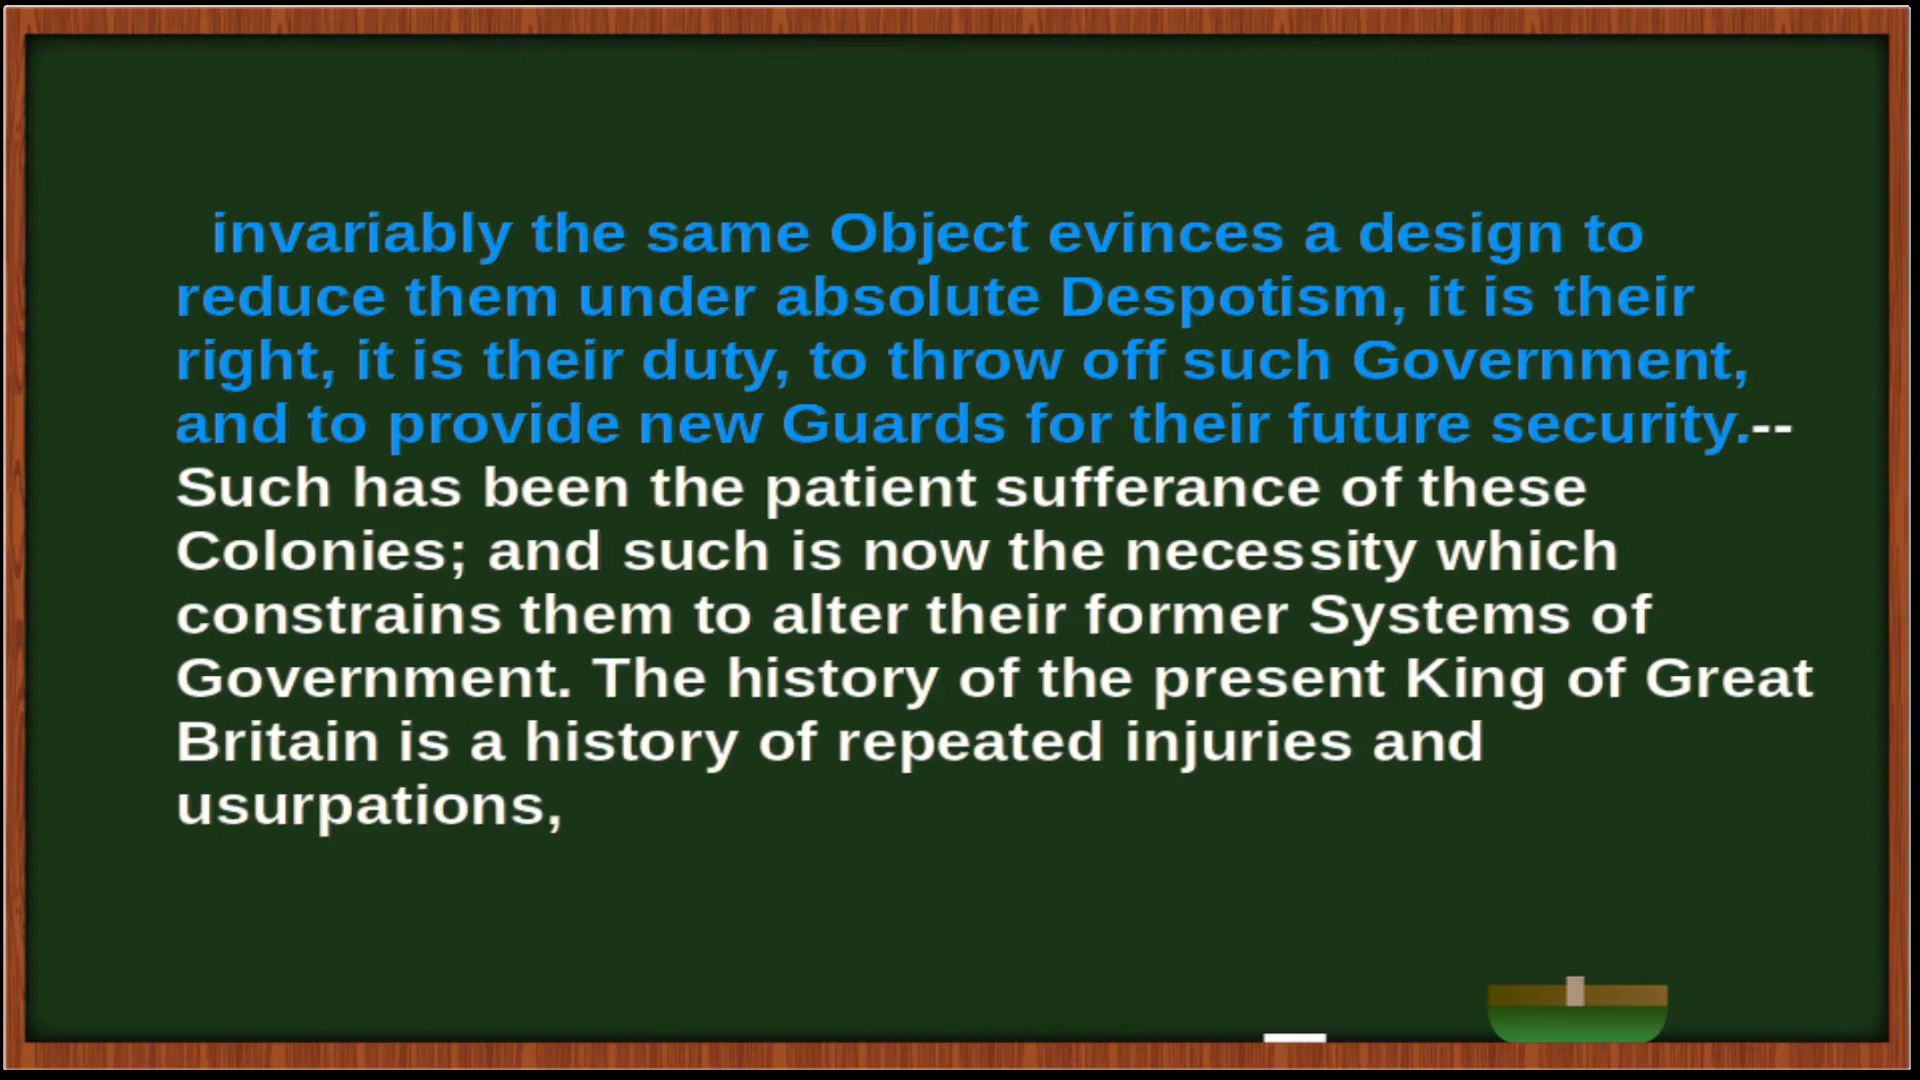 invariably the same Object evinces a design to
reduce them under absolute Despotism, it is their
right, it is their duty, to throw off such Government,
and to provide new Guards for their future security.--
Such has been the patient sufferance of these
Colonies; and such is now the necessity which
constrains them to alter their former Systems of
Government. The history of the present King of Great
Britain is a history of repeated injuries and
usurpations,